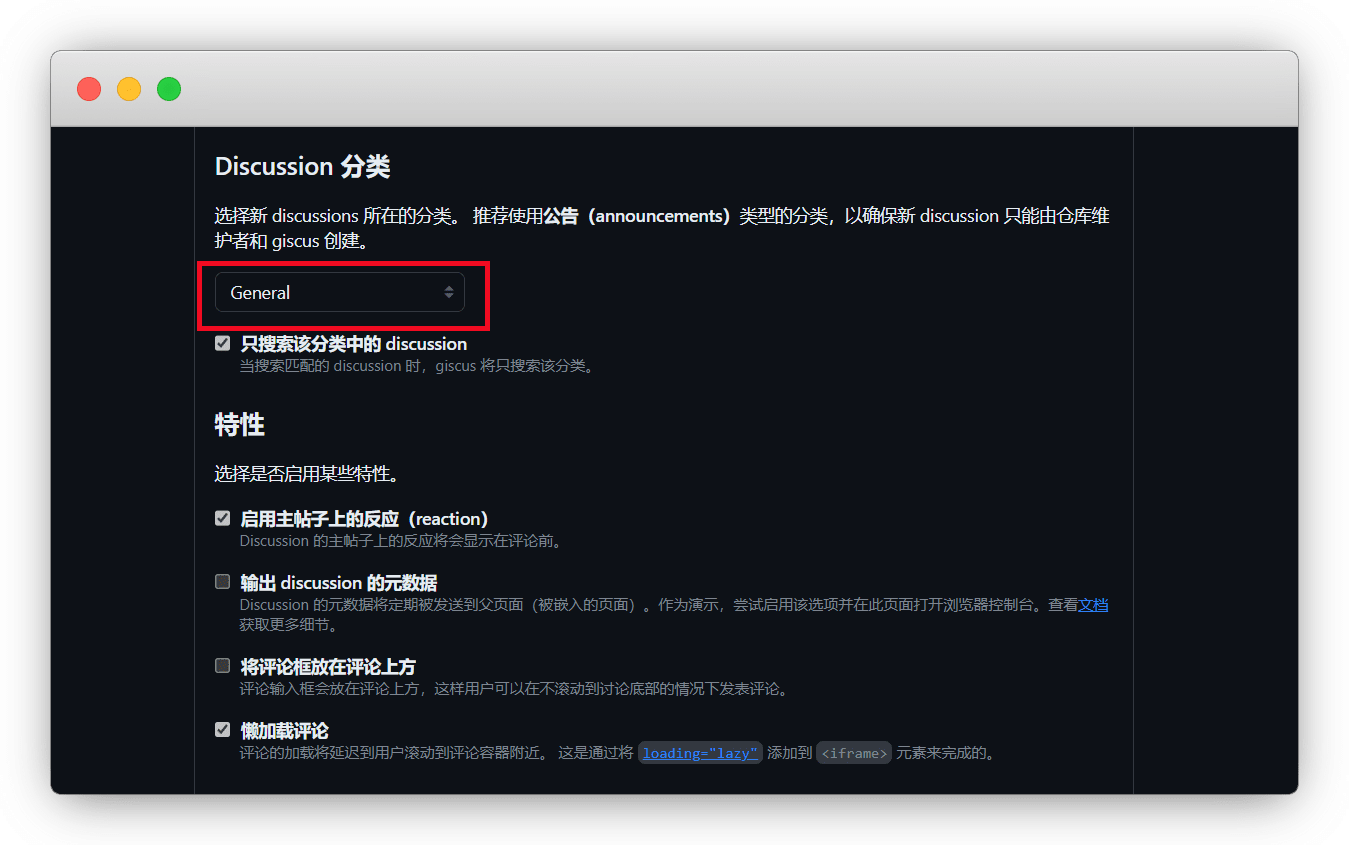 Discussion 分类
选择新 discussions 所在的分类。 推荐使用公告（announcements）类型的分类，以确保新 discussion 只能由仓库维
护者和 giscus 创建。
General
只搜索该分类中的 discussion
当搜索匹配的 discussion 时，giscus 将只搜索该分类。
特性
选择是否启用某些特性。
启用主帖子上的反应（reaction）
Discussion 的主帖子上的反应将会显示在评论前。
输出 discussion 的元数据
Discussion 的元数据将定期被发送到父页面（被嵌入的页面）。作为演示，尝试启用该选项并在此页面打开浏览器控制台。查看文档
获取更多细节。
将评论框放在评论上方
评论输入框会放在评论上方，这样用户可以在不滚动到讨论底部的情况下发表评论。
懒加载评论
评论的加载将延迟到用户滚动到评论容器附近。 这是通过将 loading="lazy" 添加到 <iframe> 元素来完成的。